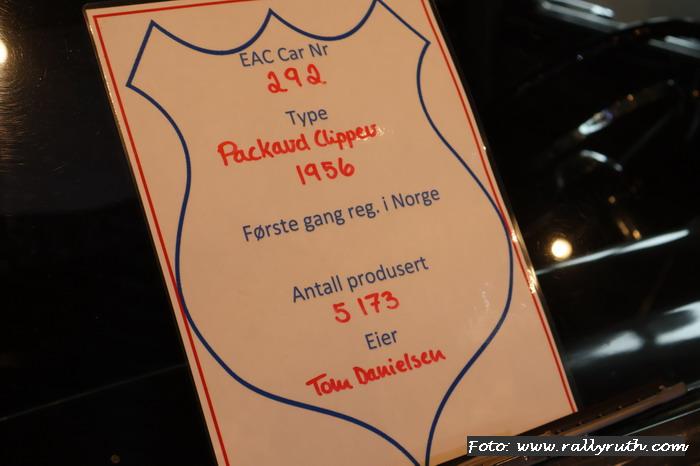 EAC Car Nr
292
Type
Packard Clipper
1956
Første gang reg. i Norge
Antall produsert
5 173
Eier
Tom Danielsen
Foto: www.rallyruth.com